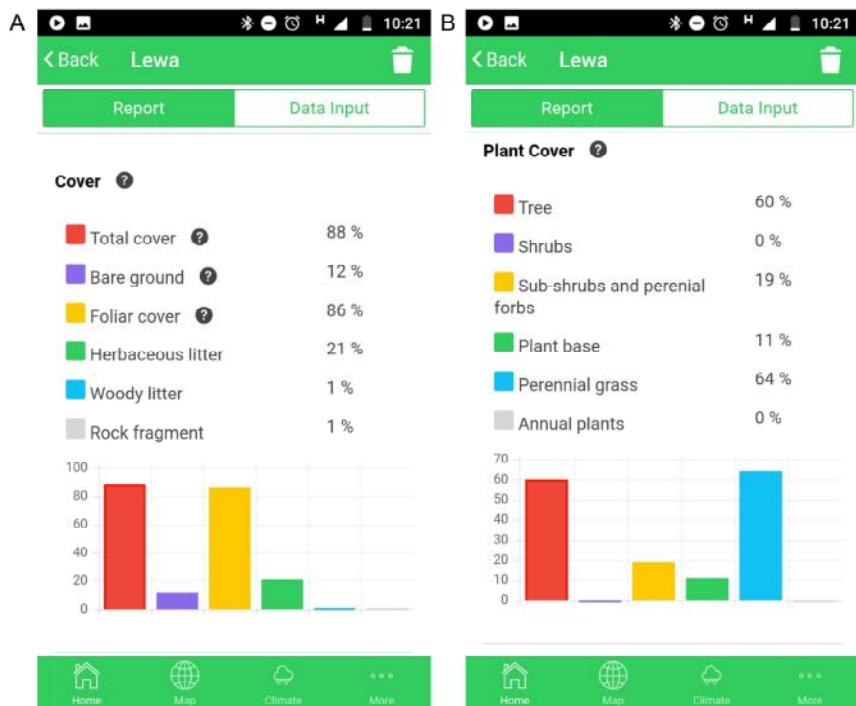 A
H
10:21
Back Lewa
Report Data Input
Cover ?
Total cover ? 88 %
Bare ground ? 12 %
Foliar cover ? 86 %
Herbaceous litter 21 %
Woody litter 1 %
Rock fragment 1 %
100
80
60
40
20
0
Home Map Climate More
B
H
10:21
Back Lewa
Report Data Input
Plant Cover ?
Tree 60 %
Shrubs 0 %
Sub-shrubs and perenial 19 %
forbs
Plant base 11 %
Perennial grass 64 %
Annual plants 0 %
70
60
50
40
30
20
10
0
Home Map Climate More